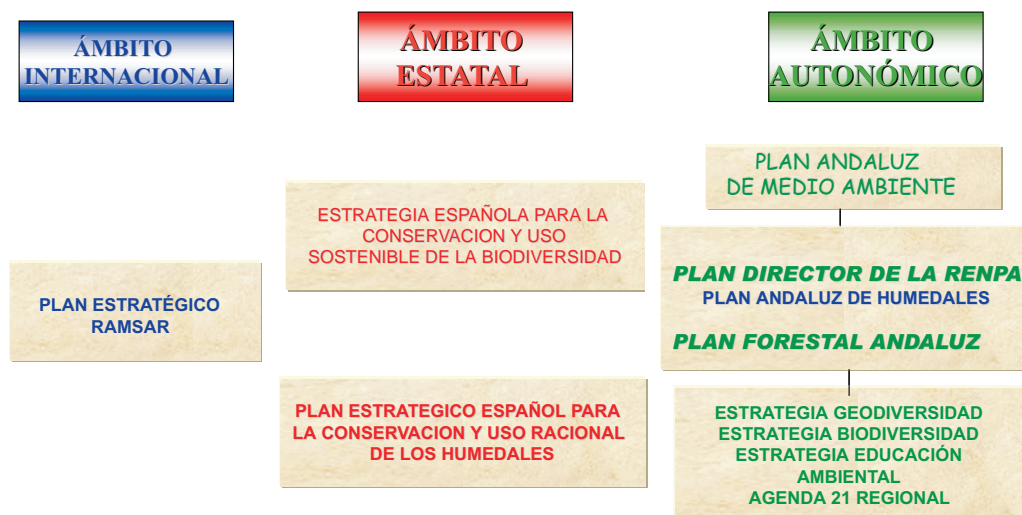 ÁMBITO
INTERNACIONAL
ÁMBITO
ESTATAL
ÁMBITO
AUTONÓMICO
PLAN ESTRATÉGICO
RAMSAR
ESTRATEGIA ESPAÑOLA PARA LA
CONSERVACION Y USO
SOSTENIBLE DE LA BIODIVERSIDAD
PLAN ESTRATEGICO ESPAÑOL PARA
LA CONSERVACION Y USO RACIONAL
DE LOS HUMEDALES
PLAN ANDALUZ
DE MEDIO AMBIENTE
PLAN DIRECTOR DE LA RENPA
PLAN ANDALUZ DE HUMEDALES
PLAN FORESTAL ANDALUZ
ESTRATEGIA GEODIVERSIDAD
ESTRATEGIA BIODIVERSIDAD
ESTRATEGIA EDUCACIÓN
AMBIENTAL
AGENDA 21 REGIONAL